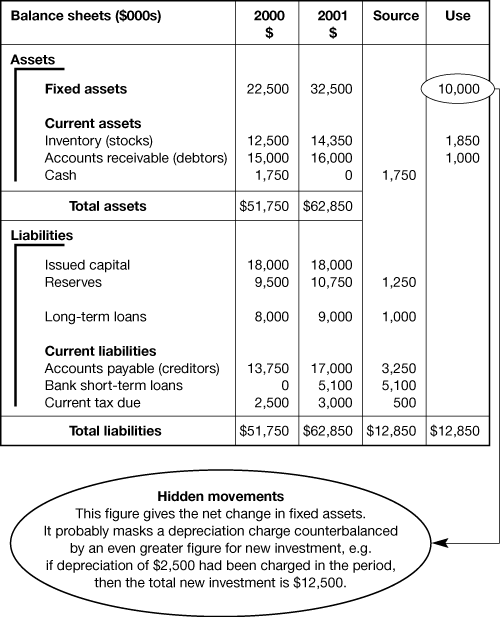 Balance sheets ($000s) 2000 2001 Source Use
$ $
Assets
Fixed assets 22,500 32,500 10,000
Current assets
Inventory (stocks) 12,500 14,350 1,850
Accounts receivable (debtors) 15,000 16,000 1,000
Cash 1,750 0 1,750
Total assets $51,750 $62,850
Liabilities
Issued capital 18,000 18,000
Reserves 9,500 10,750 1,250
Long-term loans 8,000 9,000 1,000
Current liabilities
Accounts payable (creditors) 13,750 17,000 3,250
Bank short-term loans 0 5,100 5,100
Current tax due 2,500 3,000 500
Total liabilities $51,750 $62,850 $12,850 $12,850
Hidden movements
This figure gives the net change in fixed assets.
It probably masks a depreciation charge counterbalanced
by an even greater figure for new investment, e.g.
if depreciation of $2,500 had been charged in the period,
then the total new investment is $12,500.